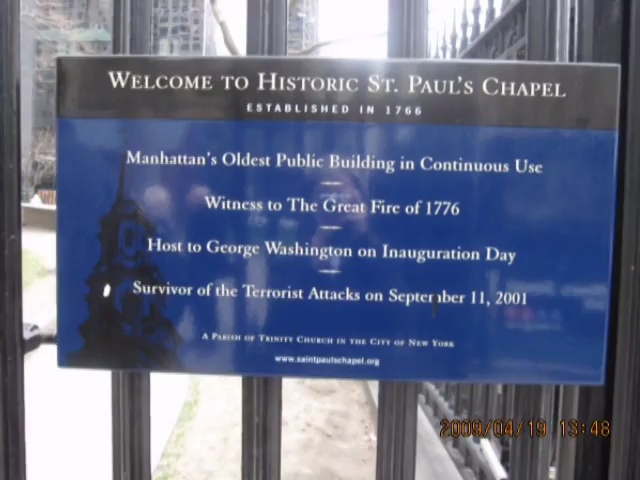 WELCOME TO HISTORIC ST. PAUL'S CHAPEL
ESTABLISHED IN 1766
Manhattan's Oldest Public Building in Continuous Use
Witness to The Great Fire of 1776
Host to George Washington on Inauguration Day
Survivor of the Terrorist Attacks on September 11, 2001
A PARISH OF TRINITY CHURCH IN THE CITY OF NEW YORK
www.saintpaulschapel.org
2009/04/19 13:48